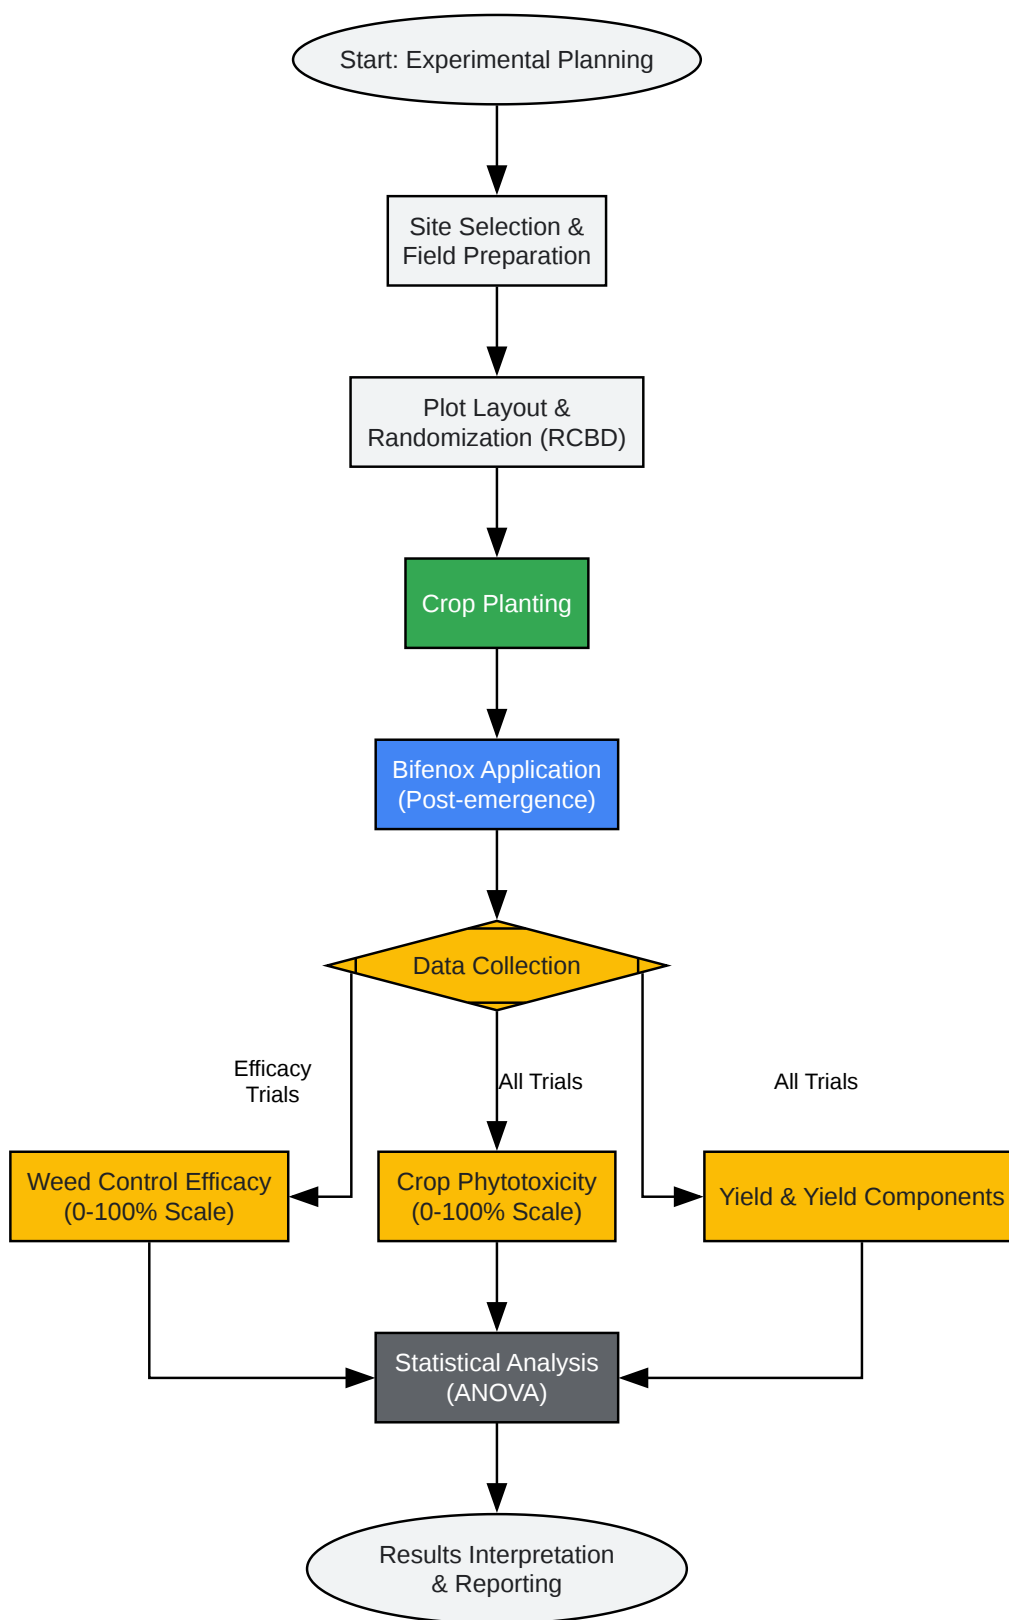 Start: Experimental Planning
Site Selection &
Field Preparation
Plot Layout &
Randomization (RCBD)
Crop Planting
Bifenox Application
(Post-emergence)
Data Collection
Efficacy
Trials
All Trials
All Trials
Weed Control Efficacy
(0-100% Scale)
Crop Phytotoxicity
(0-100% Scale)
Yield & Yield Components
Statistical Analysis
(ANOVA)
Results Interpretation
& Reporting